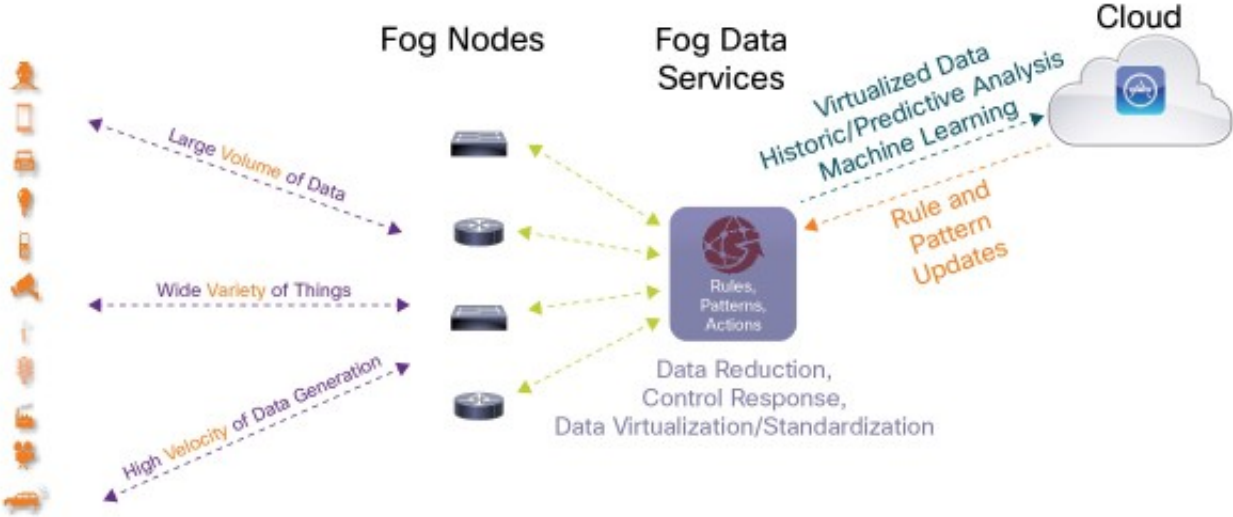 Fog Nodes
Fog Data
Services
Cloud
Large Volume of Data
Wide Variety of Things
High Velocity of Data Generation
Rules,
Patterns,
Actions
Data Reduction,
Control Response,
Data Virtualization/Standardization
Virtualized Data
Historic/Predictive Analysis
Machine Learning
Rule and
Pattern
Updates